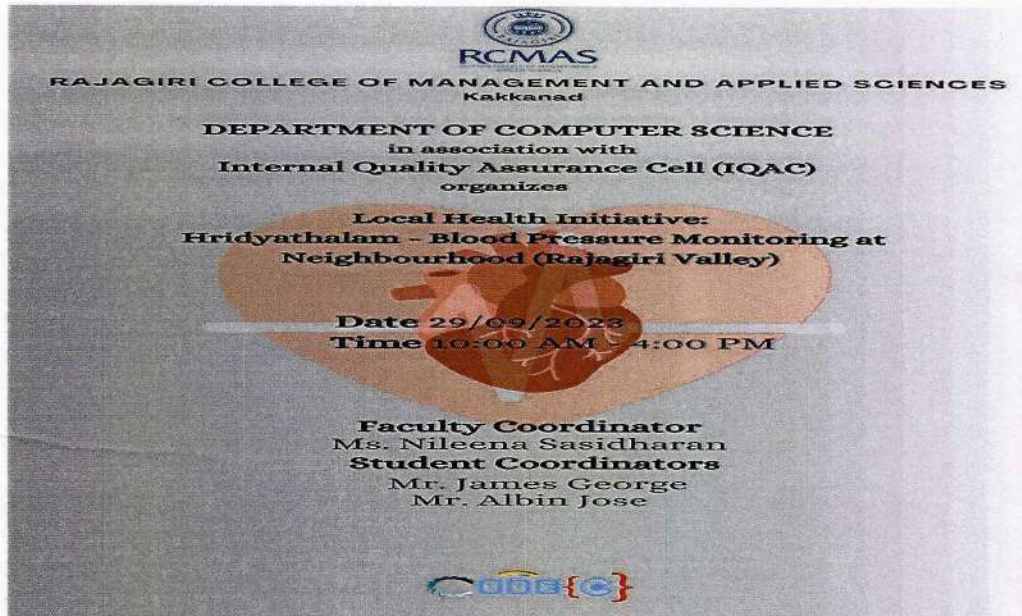 RAJAGIRI
RCMAS
RAJAGIRI COLLEGE OF MANAGEMENT AND APPLIED SCIENCES
Kakkanad
DEPARTMENT OF COMPUTER SCIENCE
in association with
Internal Quality Assurance Cell (IQAC)
organizes
Local Health Initiative:
Hridyathalam - Blood Pressure Monitoring at
Neighbourhood (Rajagiri Valley)
Date 29/09/2023
Time 10:00 AM - 4:00 PM
Faculty Coordinator
Ms. Nileena Sasidharan
Student Coordinators
Mr. James George
Mr. Albin Jose